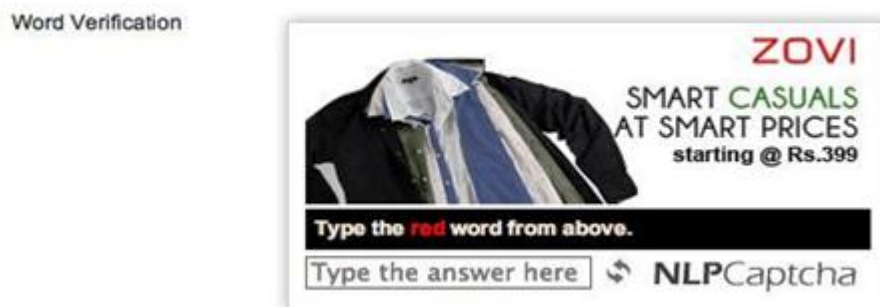 Word Verification
ZOVI
SMART CASUALS
AT SMART PRICES
starting @ Rs.399
Type the red word from above.
Type the answer here
NLPCaptcha